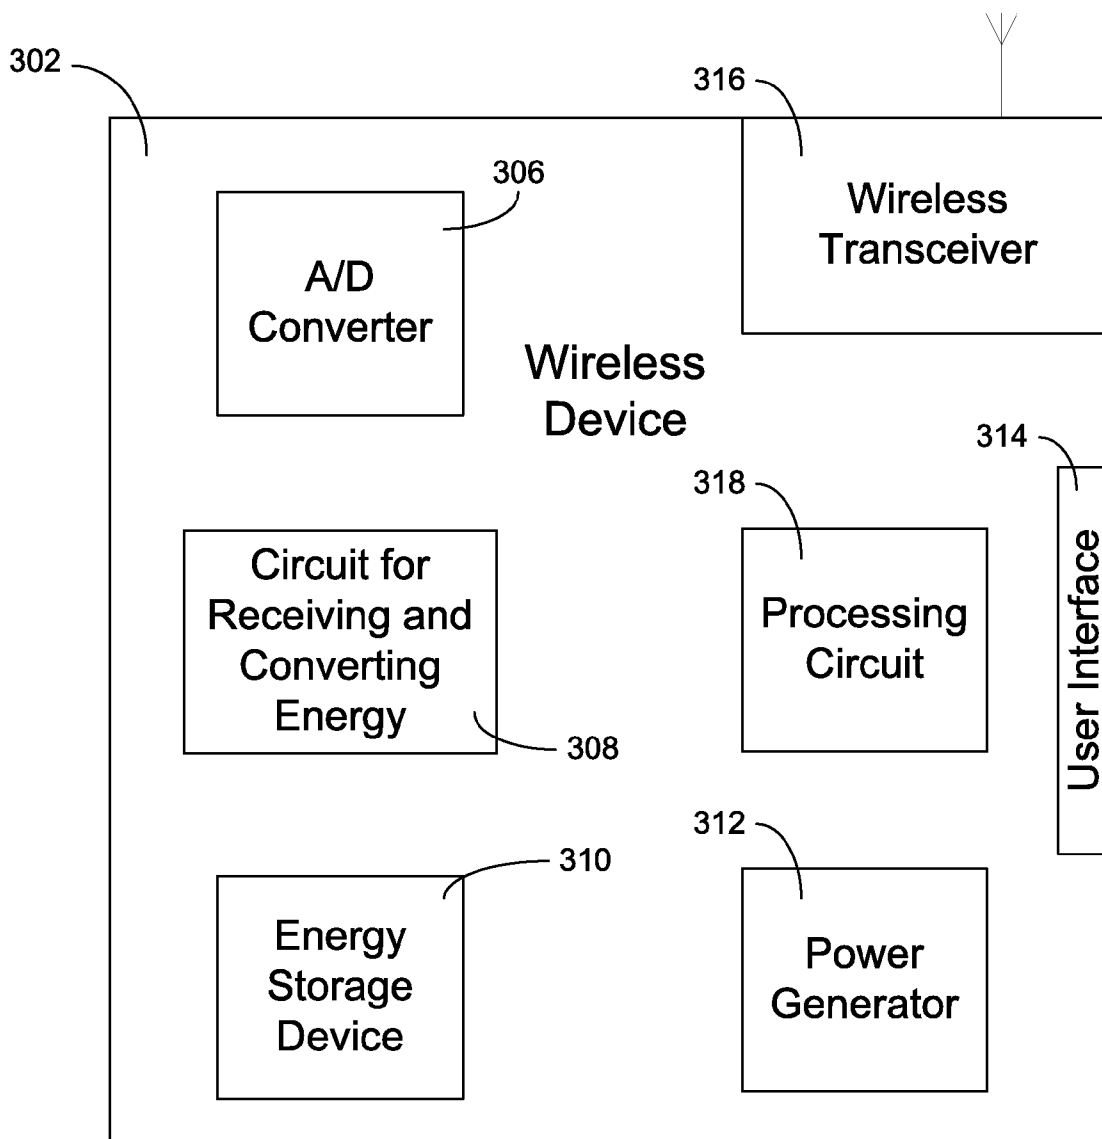 302
316
306
Wireless
Transceiver
A/D
Converter
Wireless
Device
314
318
Circuit for
Receiving and
Converting
Energy
Processing
Circuit
User Interface
308
312
310
Energy
Storage
Device
Power
Generator